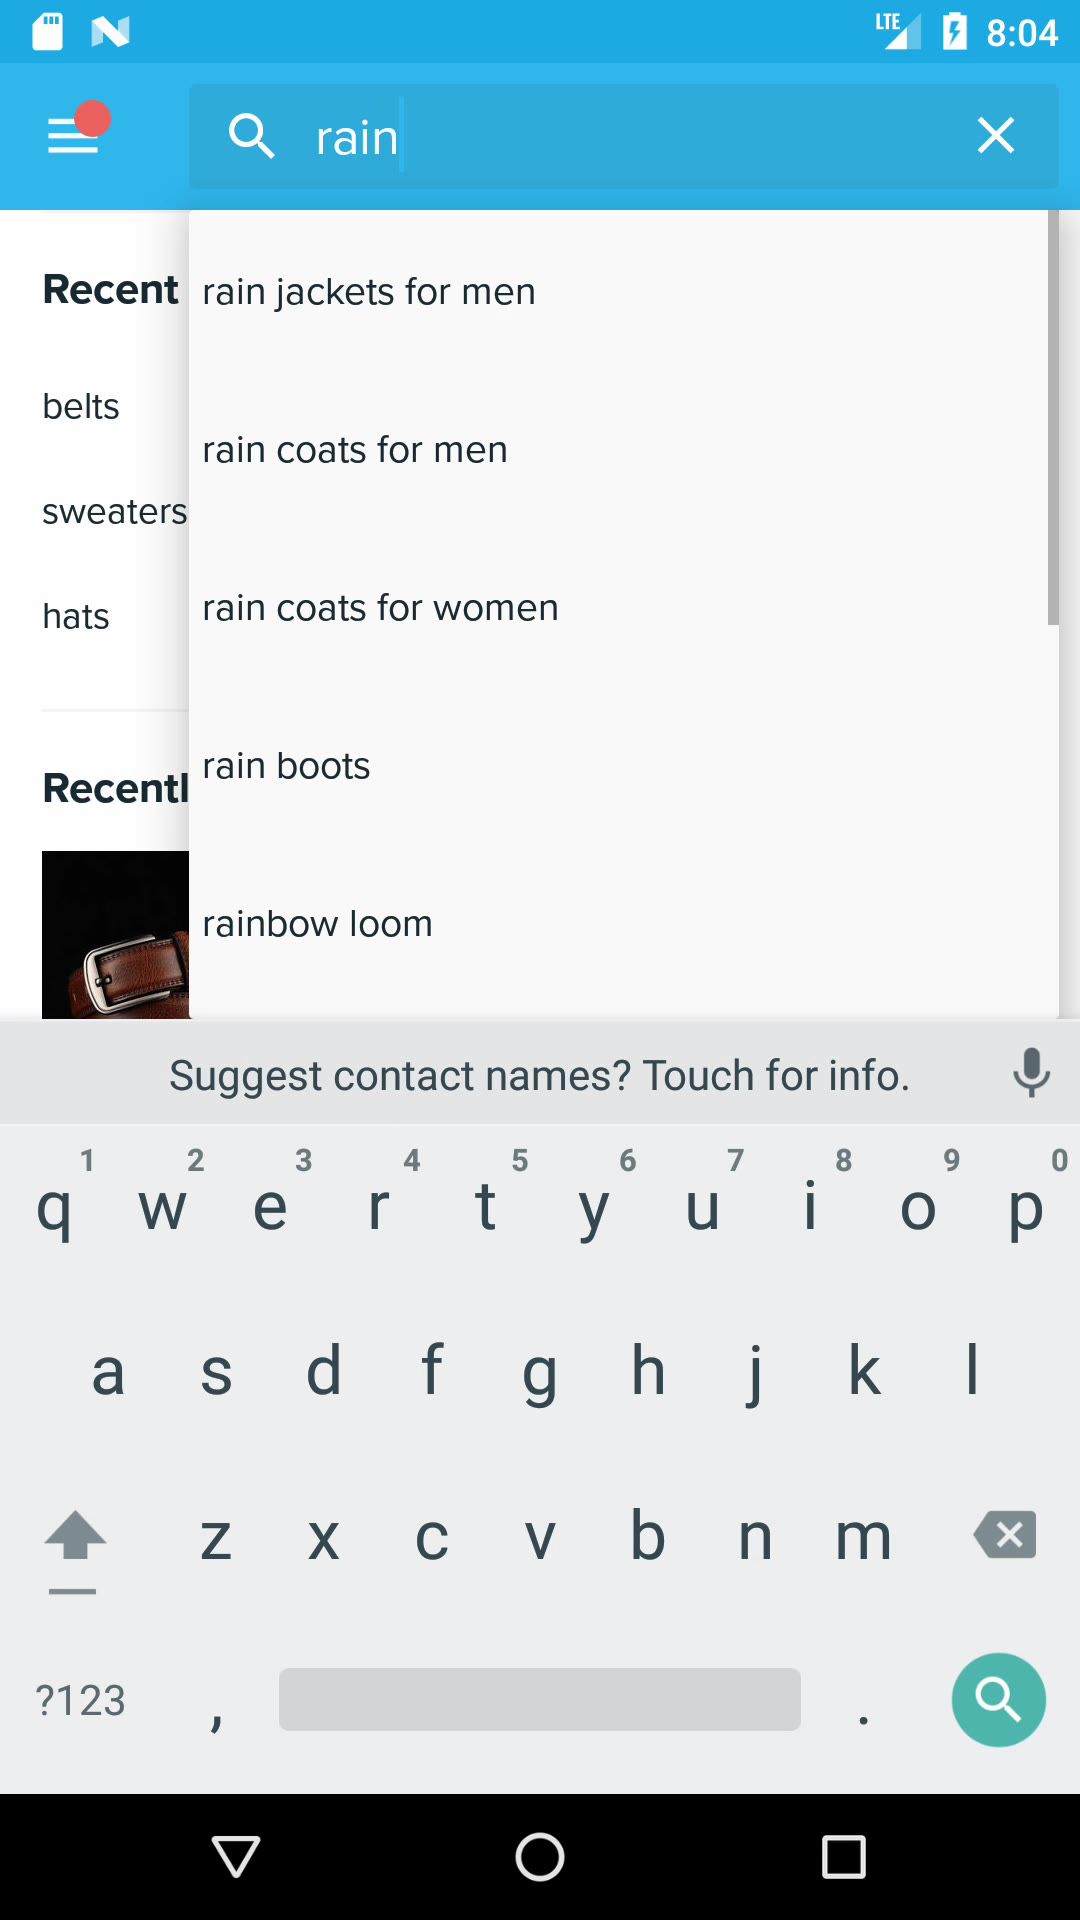 LTE 8:04
rain
Recent
rain jackets for men
belts
rain coats for men
sweaters
rain coats for women
hats
rain boots
Recentl
rainbow loom
Suggest contact names? Touch for info.
1 2 3 4 5 6 7 8 9 0
q w e r t y u i o p
a s d f g h j k l
z x c v b n m
?123 , .